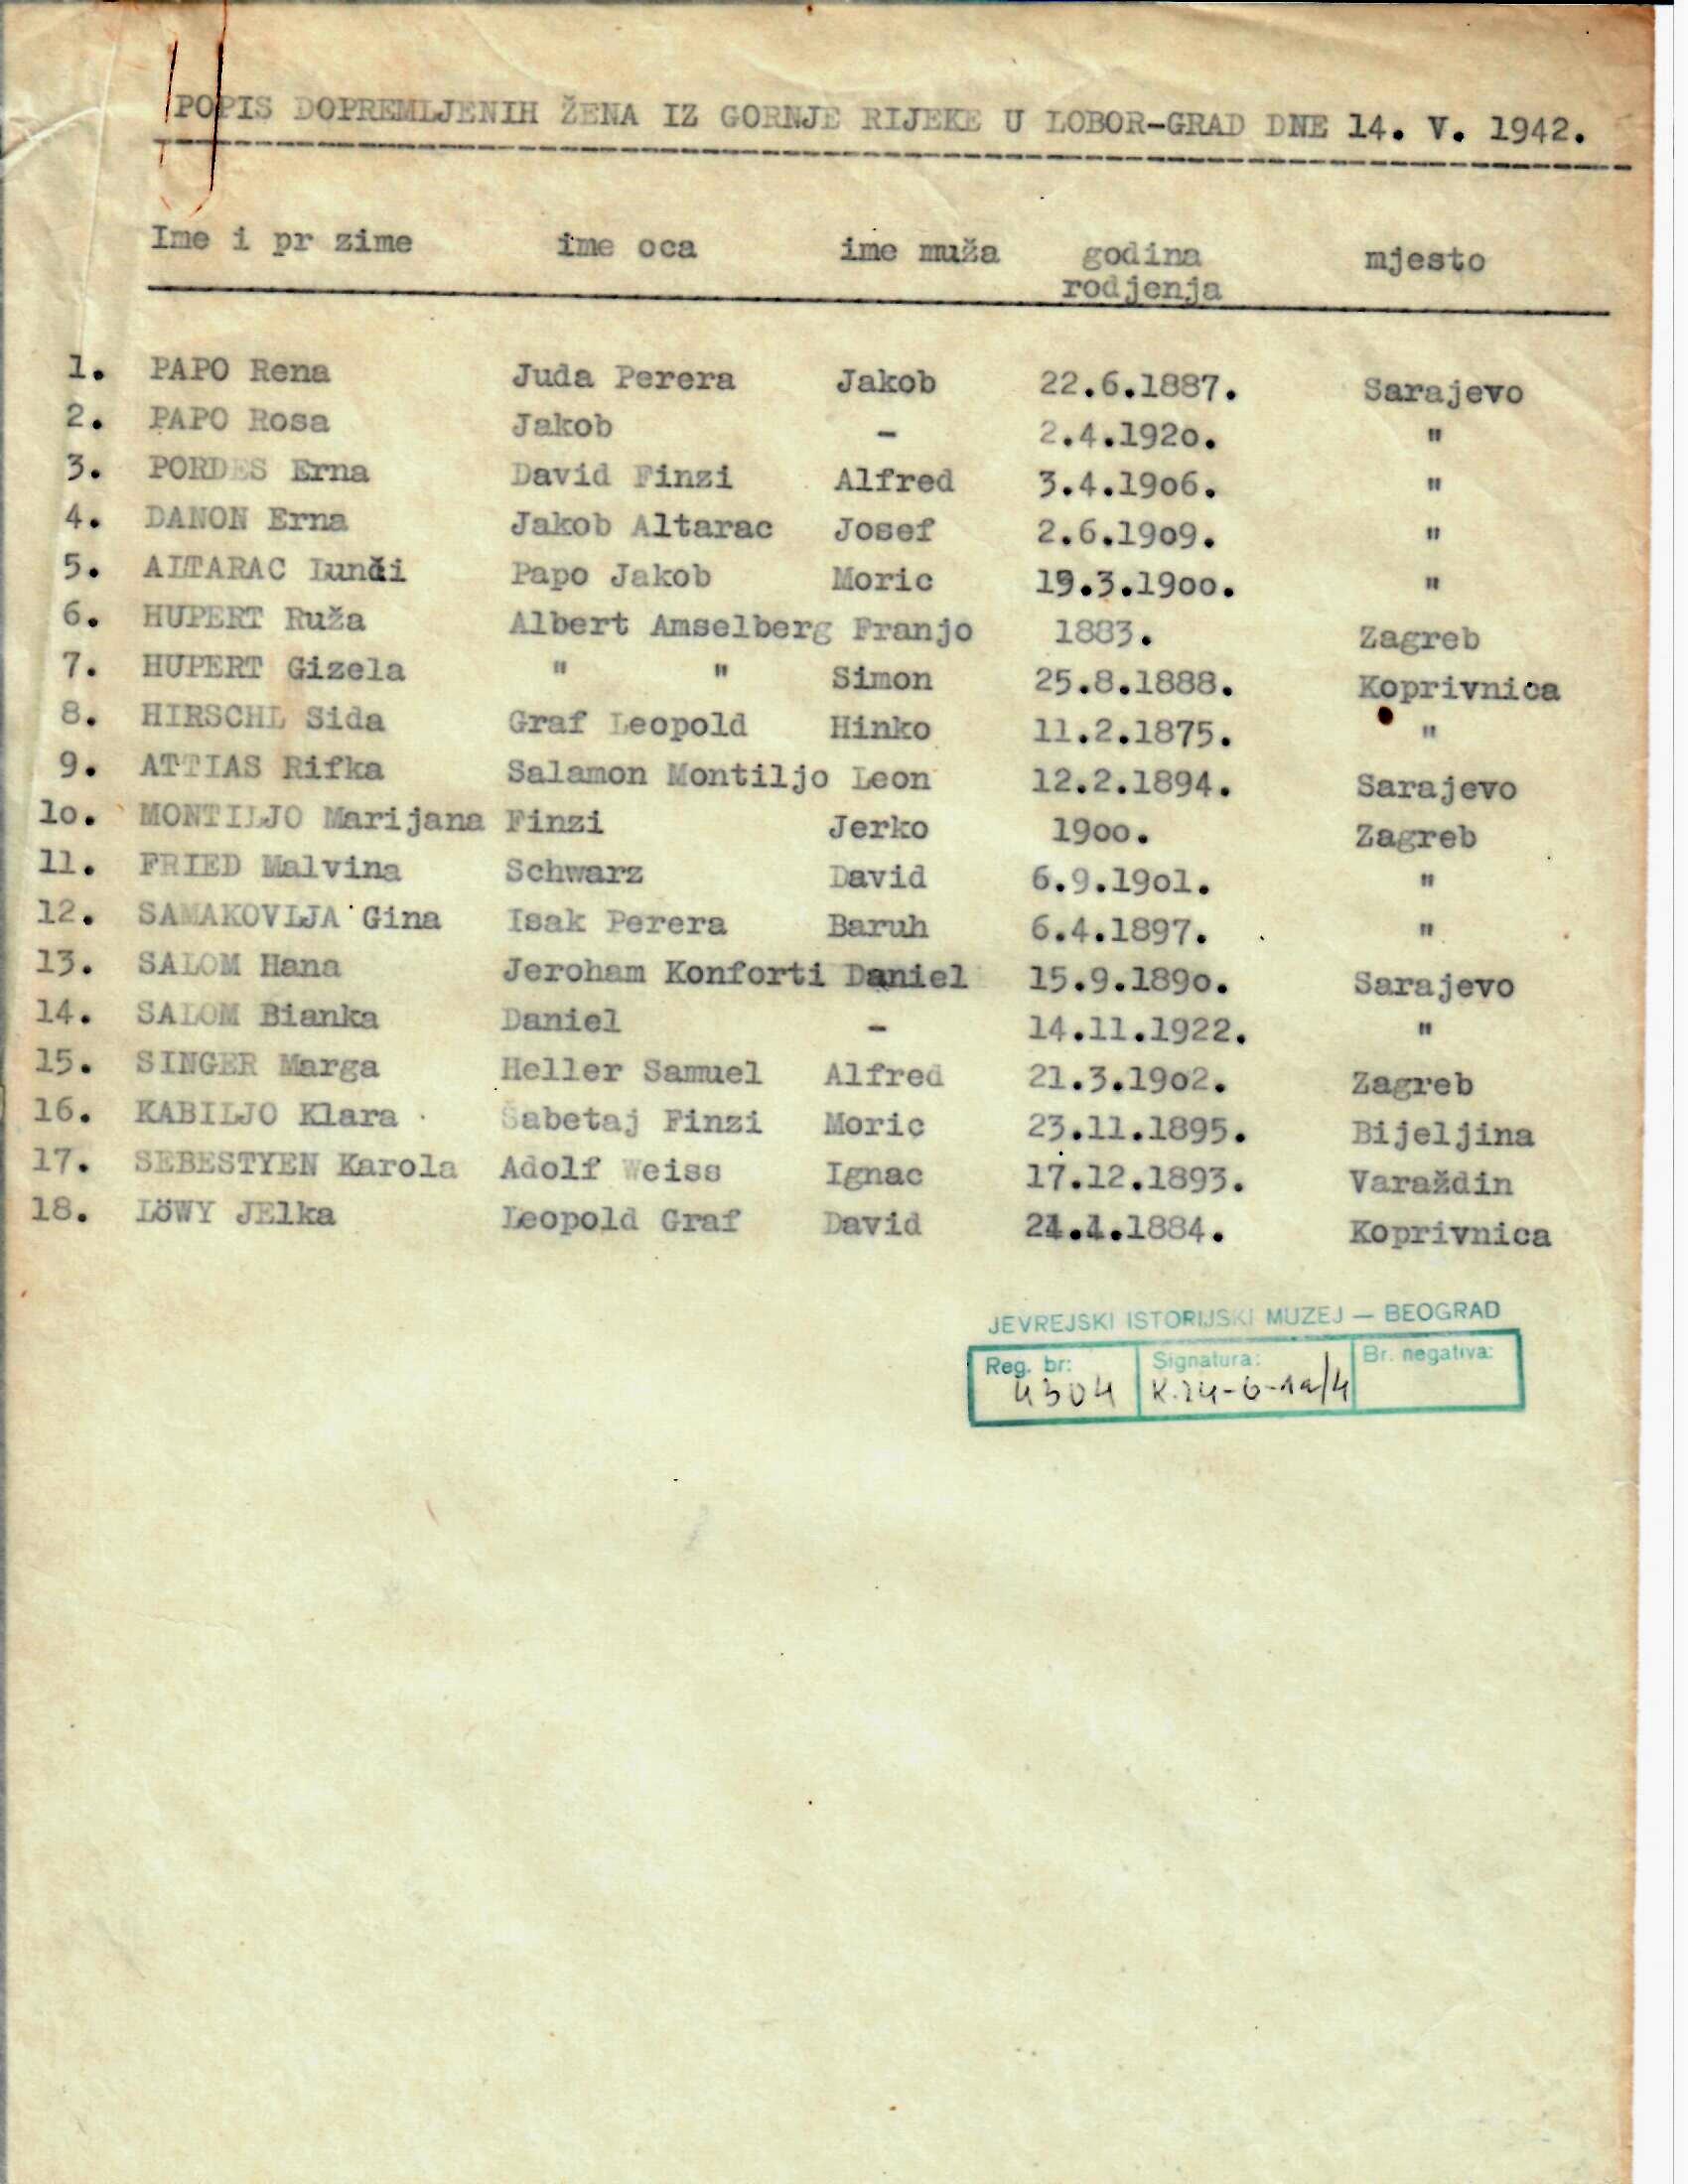 POPIS DOPREMLJENIH ŽENA IZ GORNJE RIJEKE U LOBOR-GRAD DNE 14. V. 1942.
Ime i pr zime ime oca ime muža godina rodjenja mjesto
1. PAPO Rena Juda Perera Jakob 22.6.1887. Sarajevo
2. PAPO Rosa Jakob - 2.4.192o. "
3. PORDES Erna David Finzi Alfred 3.4.19o6. "
4. DANON Erna Jakob Altarac Josef 2.6.19o9. "
5. ALTARAC Papo Jakob Moric 19.3.19oo. "
6. HUPERT Ruža Albert Amselberg Franjo 1883. Zagreb
7. HUPERT Gizela " " Simon 25.8.1888. Koprivnica
8. HIRSCHL Sida Graf Leopold Hinko 11.2.1875. "
9. ATTIAS Rifka Salamon Montiljo Leon 12.2.1894. Sarajevo
1o. MONTILJO Marijana Finzi Jerko 19oo. Zagreb
11. FRIED Malvina Schwarz David 6.9.19o1. "
12. SAMAKOVLJA Gina Isak Perera Baruh 6.4.1897. "
13. SALOM Hana Jeroham Konforti Daniel 15.9.189o. Sarajevo
14. SALOM Bianka Daniel - 14.11.1922. "
15. SINGER Marga Heller Samuel Alfred 21.3.19o2. Zagreb
16. KABILJO Klara Šabetaj Finzi Moric 23.11.1895. Bijeljina
17. SEBESTYEN Karola Adolf Weiss Ignac 17.12.1893. Varaždin
18. LÖWY JElka Leopold Graf David Koprivnica
JEVREJSKI ISTORIJSKI MUZEJ — BEOGRAD
Reg. br: Signatura: Br. negativa:
4304